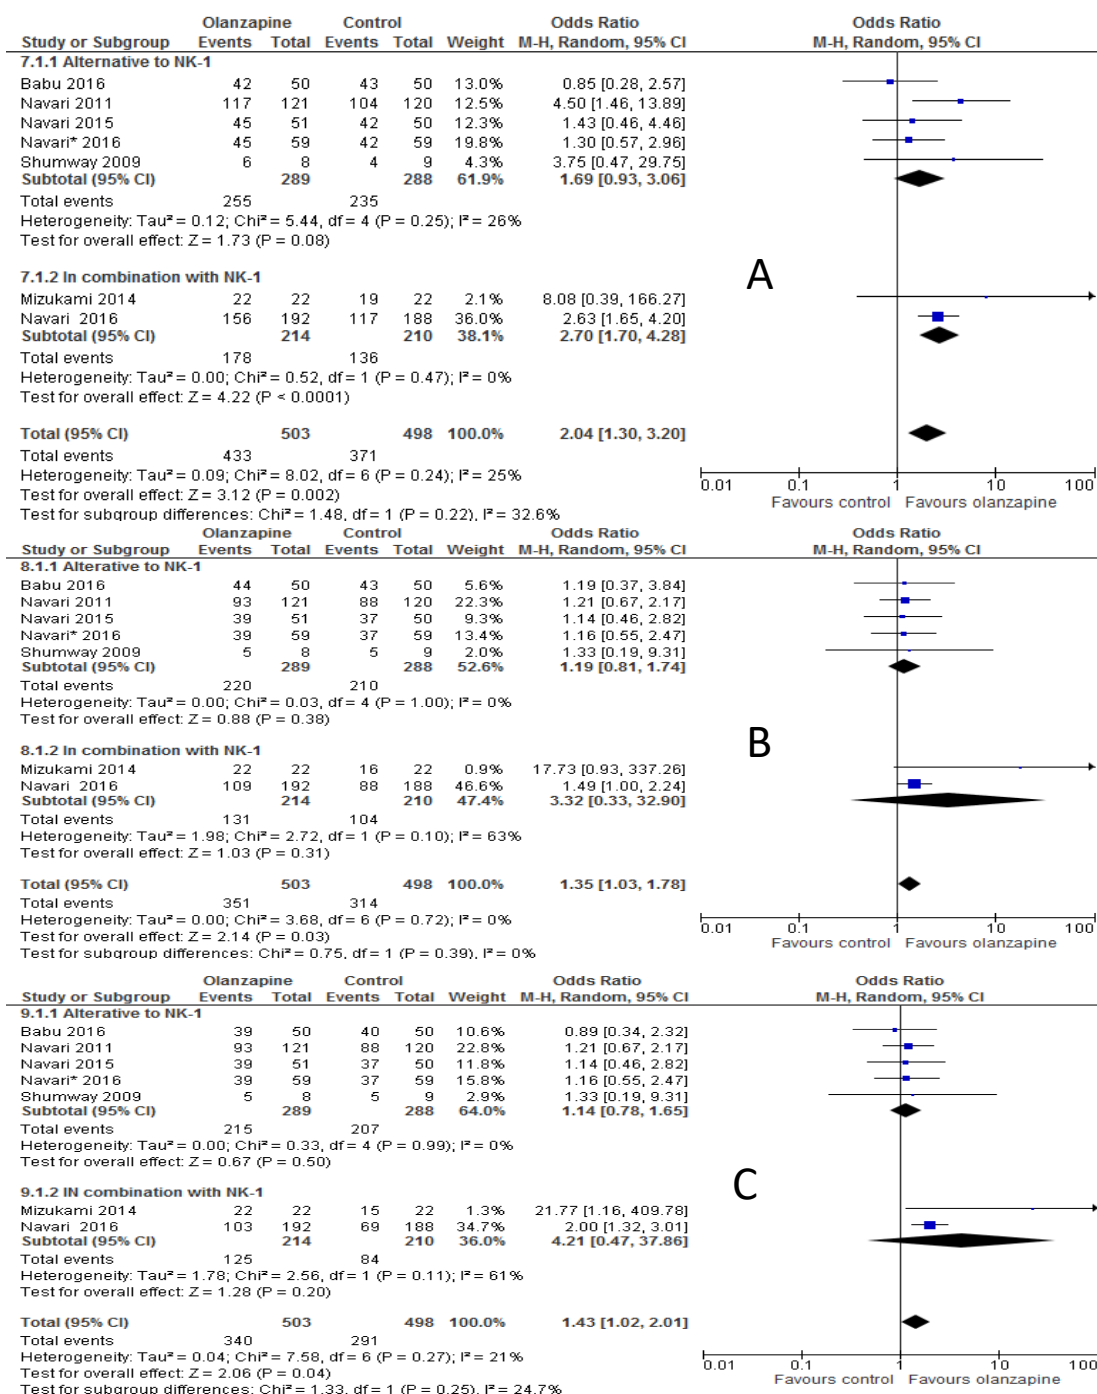 Olanzapine Control Odds Ratio Odds Ratio
Study or Subgroup Events Total Events Total Weight M-H, Random, 95% CI M-H, Random, 95% CI
7.1.1 Alternative to NK-1
Babu 2016 42 50 43 50 13.0% 0.85 [0.28, 2.57]
Navari 2011 117 121 104 120 12.5% 4.50 [1.46, 13.89]
Navari 2015 45 51 42 50 12.3% 1.43 [0.46, 4.46]
Navari* 2016 45 59 42 59 19.8% 1.30 [0.57, 2.96]
Shumway 2009 6 8 4 9 4.3% 3.75 [0.47, 29.75]
Subtotal (95% CI) 289 288 61.9% 1.69 [0.93, 3.06]
Total events 255 235
Heterogeneity: Tau² = 0.12; Chi² = 5.44, df = 4 (P = 0.25); I² = 26%
Test for overall effect: Z = 1.73 (P = 0.08)
7.1.2 In combination with NK-1
A
Mizukami 2014 22 22 19 22 2.1% 8.08 [0.39, 166.27]
Navari 2016 156 192 117 188 36.0% 2.63 [1.65, 4.20]
Subtotal (95% CI) 214 210 38.1% 2.70 [1.70, 4.28]
Total events 178 136
Heterogeneity: Tau² = 0.00; Chi² = 0.52, df = 1 (P = 0.47); I² = 0%
Test for overall effect: Z = 4.22 (P < 0.0001)
Total (95% CI) 503 498 100.0% 2.04 [1.30, 3.20]
Total events 433 371
Heterogeneity: Tau² = 0.09; Chi² = 8.02, df = 6 (P = 0.24); I² = 25%
Test for overall effect: Z = 3.12 (P = 0.002)
Test for subgroup differences: Chi² = 1.48, df = 1 (P = 0.22), I² = 32.6%
0.01 0.1 1 10 100
Favours control Favours olanzapine
Olanzapine Control Odds Ratio Odds Ratio
Study or Subgroup Events Total Events Total Weight M-H, Random, 95% CI M-H, Random, 95% CI
8.1.1 Alterative to NK-1
Babu 2016 44 50 43 50 5.6% 1.19 [0.37, 3.84]
Navari 2011 93 121 88 120 22.3% 1.21 [0.67, 2.17]
Navari 2015 39 51 37 50 9.3% 1.14 [0.46, 2.82]
Navari* 2016 39 59 37 59 13.4% 1.16 [0.55, 2.47]
Shumway 2009 5 8 5 9 2.0% 1.33 [0.19, 9.31]
Subtotal (95% CI) 289 288 52.6% 1.19 [0.81, 1.74]
Total events 220 210
Heterogeneity: Tau² = 0.00; Chi² = 0.03, df = 4 (P = 1.00); I² = 0%
Test for overall effect: Z = 0.88 (P = 0.38)
8.1.2 In combination with NK-1
B
Mizukami 2014 22 22 16 22 0.9% 17.73 [0.93, 337.26]
Navari 2016 109 192 88 188 46.6% 1.49 [1.00, 2.24]
Subtotal (95% CI) 214 210 47.4% 3.32 [0.33, 32.90]
Total events 131 104
Heterogeneity: Tau² = 1.98; Chi² = 2.72, df = 1 (P = 0.10); I² = 63%
Test for overall effect: Z = 1.03 (P = 0.31)
Total (95% CI) 503 498 100.0% 1.35 [1.03, 1.78]
Total events 351 314
Heterogeneity: Tau² = 0.00; Chi² = 3.68, df = 6 (P = 0.72); I² = 0%
Test for overall effect: Z = 2.14 (P = 0.03)
Test for subgroup differences: Chi² = 0.75, df = 1 (P = 0.39), I² = 0%
0.01 0.1 1 10 100
Favours control Favours olanzapine
Olanzapine Control Odds Ratio Odds Ratio
Study or Subgroup Events Total Events Total Weight M-H, Random, 95% CI M-H, Random, 95% CI
9.1.1 Alterative to NK-1
Babu 2016 39 50 40 50 10.6% 0.89 [0.34, 2.32]
Navari 2011 93 121 88 120 22.8% 1.21 [0.67, 2.17]
Navari 2015 39 51 37 50 11.8% 1.14 [0.46, 2.82]
Navari* 2016 39 59 37 59 15.8% 1.16 [0.55, 2.47]
Shumway 2009 5 8 5 9 2.9% 1.33 [0.19, 9.31]
Subtotal (95% CI) 289 288 64.0% 1.14 [0.78, 1.65]
Total events 215 207
Heterogeneity: Tau² = 0.00; Chi² = 0.33, df = 4 (P = 0.99); I² = 0%
Test for overall effect: Z = 0.67 (P = 0.50)
9.1.2 IN combination with NK-1
C
Mizukami 2014 22 22 15 22 1.3% 21.77 [1.16, 409.78]
Navari 2016 103 192 69 188 34.7% 2.00 [1.32, 3.01]
Subtotal (95% CI) 214 210 36.0% 4.21 [0.47, 37.86]
Total events 125 84
Heterogeneity: Tau² = 1.78; Chi² = 2.56, df = 1 (P = 0.11); I² = 61%
Test for overall effect: Z = 1.28 (P = 0.20)
Total (95% CI) 503 498 100.0% 1.43 [1.02, 2.01]
Total events 340 291
Heterogeneity: Tau² = 0.04; Chi² = 7.58, df = 6 (P = 0.27); I² = 21%
Test for overall effect: Z = 2.06 (P = 0.04)
Test for subgroup differences: Chi² = 1.33, df = 1 (P = 0.25), I² = 24.7%
0.01 0.1 1 10 100
Favours control Favours olanzapine